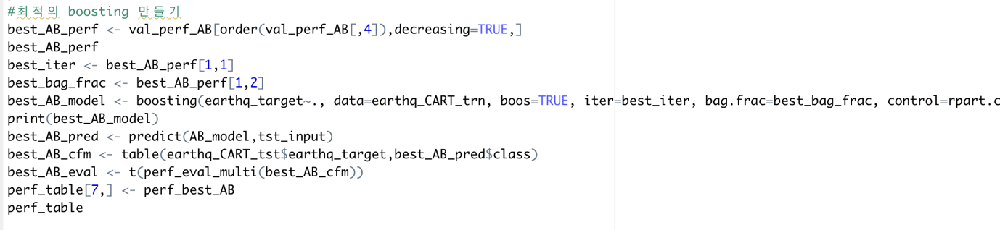 #최적의 boosting 만들기
best_AB_perf <- val_perf_AB[order(val_perf_AB[,4]),decreasing=TRUE,]
best_AB_perf
best_iter <- best_AB_perf[1,1]
best_bag_frac <- best_AB_perf[1,2]
best_AB_model <- boosting(earthq_target~., data=earthq_CART_trn, boos=TRUE, iter=best_iter, bag.frac=best_bag_frac, control=rpart.c
print(best_AB_model)
best_AB_pred <- predict(AB_model,tst_input)
best_AB_cfm <- table(earthq_CART_tst$earthq_target,best_AB_pred$class)
best_AB_eval <- t(perf_eval_multi(best_AB_cfm))
perf_table[7,] <- perf_best_AB
perf_table